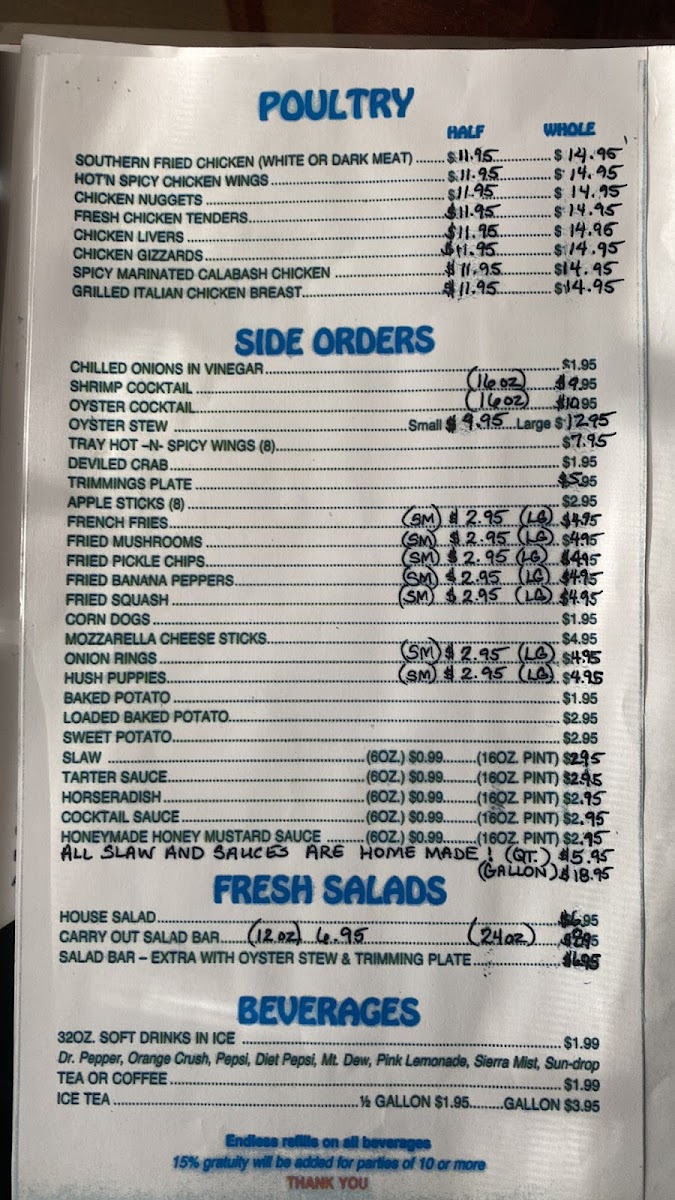 POULTRY
HALF WHOLE
SOUTHERN FRIED CHICKEN (WHITE OR DARK MEAT) ....... $11.95 ............... $14.95
HOT'N SPICY CHICKEN WINGS ............... $11.95 ............... $14.95
CHICKEN NUGGETS ............... $11.95 ............... $14.95
FRESH CHICKEN TENDERS ............... $11.95 ............... $14.95
CHICKEN LIVERS ............... $11.95 ............... $14.95
CHICKEN GIZZARDS ............... $11.95 ............... $14.95
SPICY MARINATED CALABASH CHICKEN ............... $11.95 ............... $14.95
GRILLED ITALIAN CHICKEN BREAST ............... $11.95 ............... $14.95
SIDE ORDERS
CHILLED ONIONS IN VINEGAR ............... $1.95
SHRIMP COCKTAIL ............... (16oz) ....... $9.95
OYSTER COCKTAIL ............... (16oz) ....... $10.95
OYSTER STEW ............... Small $9.95 ....Large $12.95
TRAY HOT –N- SPICY WINGS (8) ............... $7.95
DEVILED CRAB ............... $1.95
TRIMMINGS PLATE ............... $5.95
APPLE STICKS (8) ............... $2.95
FRENCH FRIES ............... (SM) $2.95 (LG) $4.95
FRIED MUSHROOMS ............... (SM) $2.95 (LG) $4.95
FRIED PICKLE CHIPS ............... (SM) $2.95 (LG) $4.95
FRIED BANANA PEPPERS ............... (SM) $2.95 (LG) $4.95
FRIED SQUASH ............... (SM) $2.95 (LG) $4.95
CORN DOGS ............... $1.95
MOZZARELLA CHEESE STICKS ............... $4.95
ONION RINGS ............... (SM) $2.95 (LG) $4.95
HUSH PUPPIES ............... (SM) $2.95 (LG) $4.95
BAKED POTATO ............... $1.95
LOADED BAKED POTATO ............... $2.95
SWEET POTATO ............... $2.95
SLAW ............... (6OZ.) $0.99 ......... (16OZ. PINT) $2.95
TARTER SAUCE ............... (6OZ.) $0.99 ......... (16OZ. PINT) $2.95
HORSERADISH ............... (6OZ.) $0.99 ......... (16OZ. PINT) $2.95
COCKTAIL SAUCE ............... (6OZ.) $0.99 ......... (16OZ. PINT) $2.95
HONEYMADE HONEY MUSTARD SAUCE ......... (6OZ.) $0.99 ......... (16OZ. PINT) $2.95
ALL SLAW AND SAUCES ARE HOME MADE! (QT.) $5.95
(GALLON) $18.95
FRESH SALADS
HOUSE SALAD ............... $6.95
CARRY OUT SALAD BAR ..... (12oz) 6.95 ............... (24oz)
SALAD BAR – EXTRA WITH OYSTER STEW & TRIMMING PLATE ............... $6.95
BEVERAGES
32OZ. SOFT DRINKS IN ICE ............... $1.99
Dr. Pepper, Orange Crush, Pepsi, Diet Pepsi, Mt. Dew, Pink Lemonade, Sierra Mist, Sun-drop
TEA OR COFFEE ............... $1.99
ICE TEA ............... ½ GALLON $1.95 ......... GALLON $3.95
Endless refills on all beverages
15% gratuity will be added for parties of 10 or more
THANK YOU